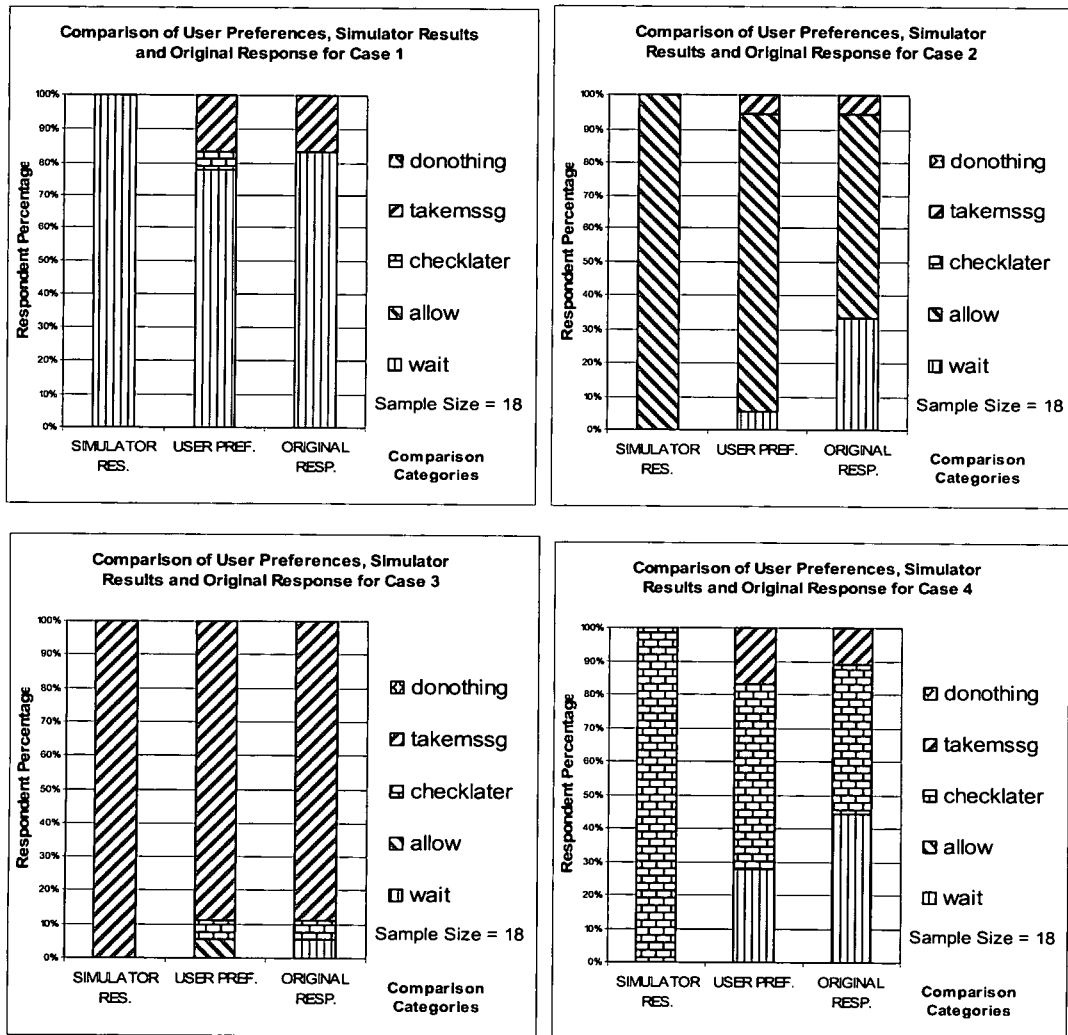 Comparison of User Preferences, Simulator Results
and Original Response for Case 1
Respondent Percentage
100%
90%
80%
70%
60%
50%
40%
30%
20%
10%
0%
SIMULATOR
RES.
USER PREF.
ORIGINAL
RESP.
donothing
takemssg
checklater
allow
wait
Sample Size = 18
Comparison
Categories
Comparison of User Preferences, Simulator
Results and Original Response for Case 2
Respondent Percentage
100%
90%
80%
70%
60%
50%
40%
30%
20%
10%
0%
SIMULATOR
RES.
USER PREF.
ORIGINAL
RESP.
donothing
takemssg
checklater
allow
wait
Sample Size = 18
Comparison
Categories
Comparison of User Preferences, Simulator
Results and Original Response for Case 3
Respondent Percentage
100%
90%
80%
70%
60%
50%
40%
30%
20%
10%
0%
SIMULATOR
RES.
USER PREF.
ORIGINAL
RESP.
donothing
takemssg
checklater
allow
wait
Sample Size = 18
Comparison
Categories
Comparison of User Preferences, Simulator
Results and Original Response for Case 4
Respondent Percentage
100%
90%
80%
70%
60%
50%
40%
30%
20%
10%
0%
SIMULATOR
RES.
USER PREF.
ORIGINAL
RESP.
donothing
takemssg
checklater
allow
wait
Sample Size = 18
Comparison
Categories